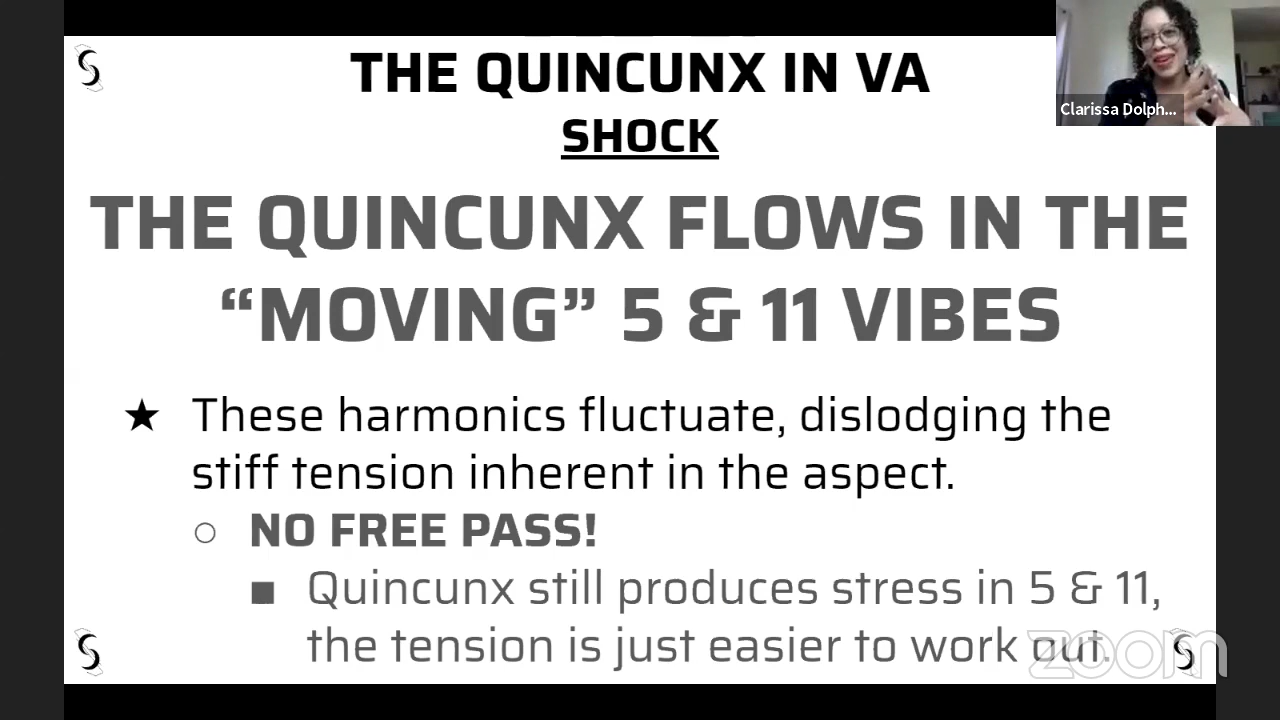 THE QUINCUNX IN VA
SHOCK
Clarissa Dolph...
THE QUINCUNX FLOWS IN THE
“MOVING” 5 & 11 VIBES
★ These harmonics fluctuate, dislodging the
stiff tension inherent in the aspect.
○ NO FREE PASS!
■ Quincunx still produces stress in 5 & 11,
the tension is just easier to work out.
zoom